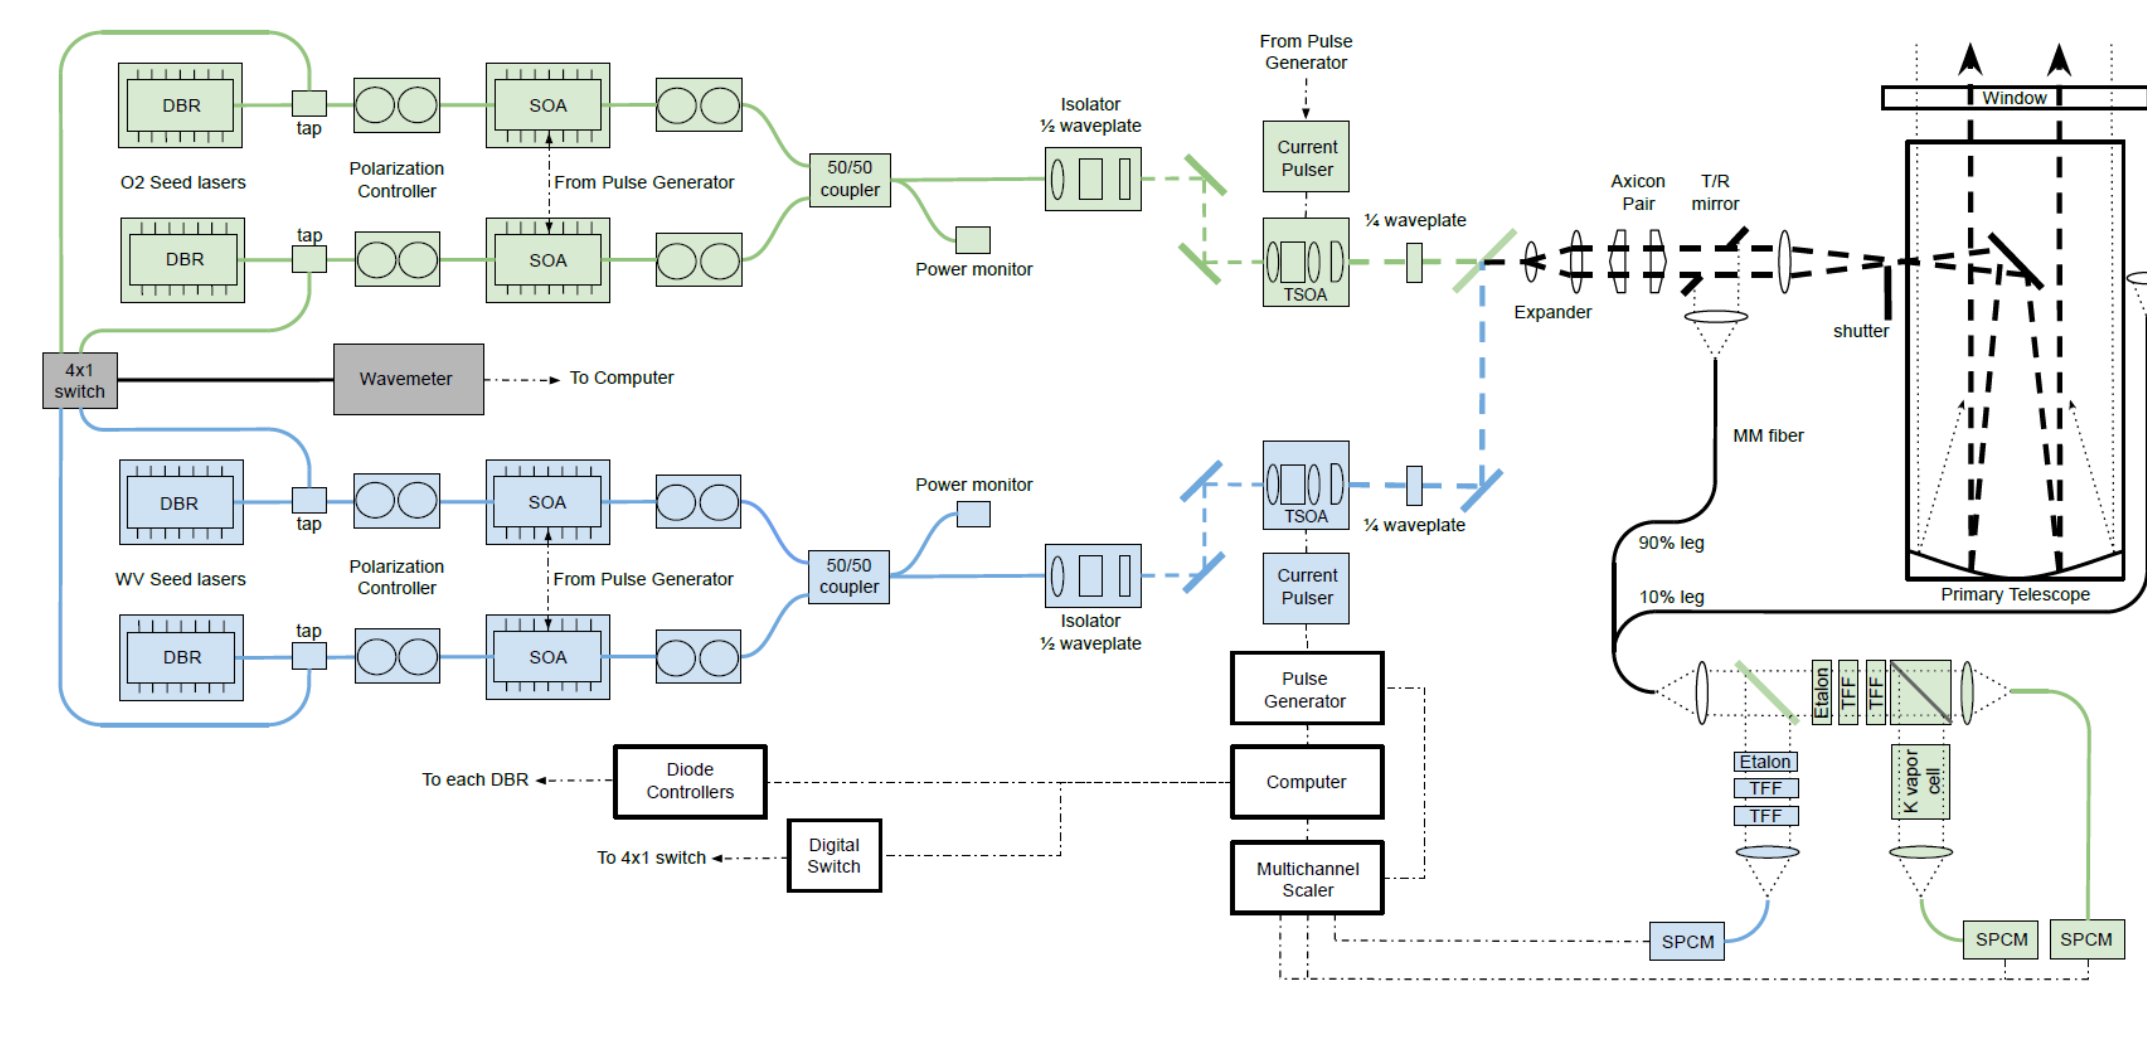 From Pulse
Generator
DBR
tap
SOA
Isolator
½ waveplate
Window
O2 Seed lasers
Polarization
Controller
From Pulse Generator
50/50
coupler
Current
Pulser
Axicon
Pair
T/R
mirror
DBR
tap
SOA
Power monitor
TSOA
¼ waveplate
Expander
shutter
4x1
switch
Wavemeter
To Computer
MM fiber
DBR
tap
SOA
Power monitor
TSOA
¼ waveplate
90% leg
WV Seed lasers
Polarization
Controller
From Pulse Generator
50/50
coupler
Isolator
½ waveplate
Current
Pulser
10% leg
Primary Telescope
DBR
tap
SOA
Pulse
Generator
Etalon
TFF
TFF
To each DBR
Diode
Controllers
Computer
Etalon
TFF
TFF
K vapor
cell
To 4x1 switch
Digital
Switch
Multichannel
Scaler
SPCM
SPCM
SPCM